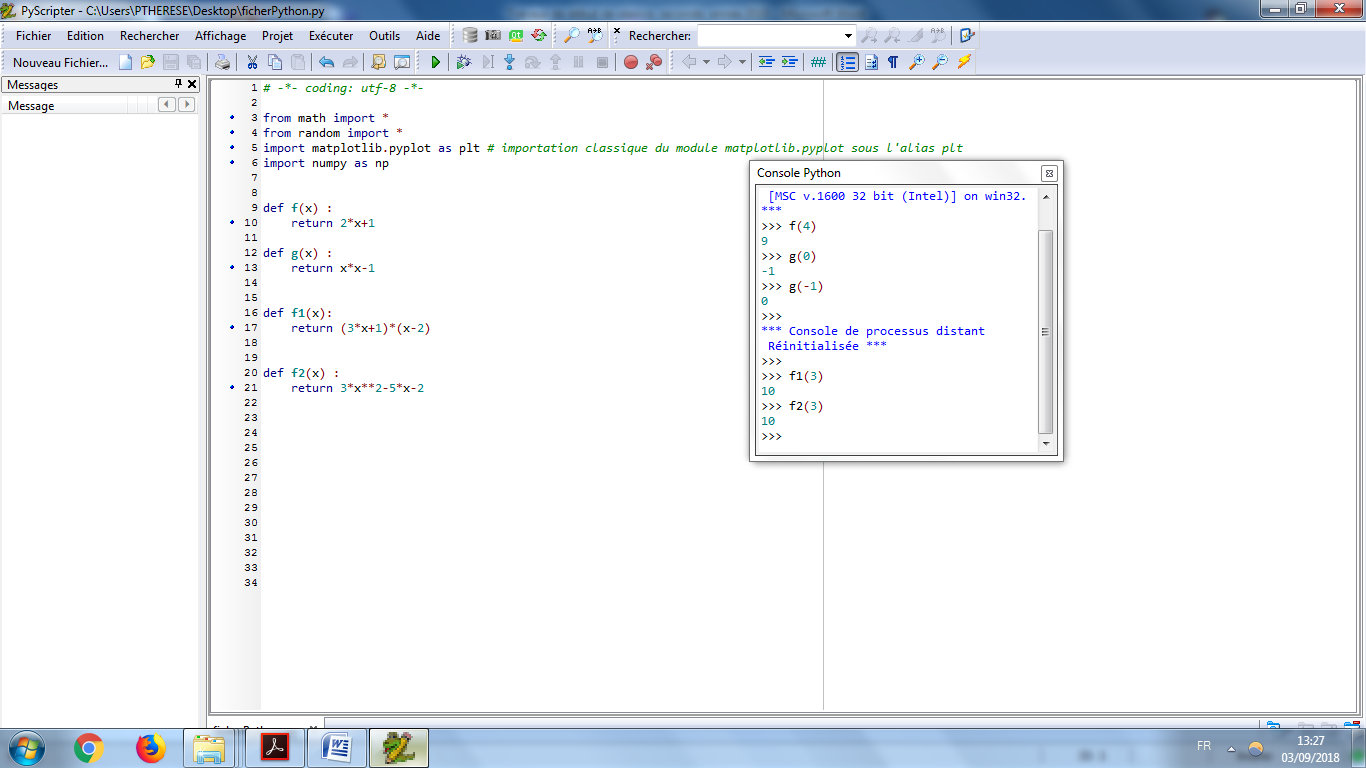 PyScripter - C:\Users\PTHERESE\Desktop\ficherPython.py
Fichier Edition Rechercher Affichage Projet Exécuter Outils Aide Rechercher:
Nouveau Fichier...
Messages
Message
1 # -*- coding: utf-8 -*-
2
3 from math import *
4 from random import *
5 import matplotlib.pyplot as plt # importation classique du module matplotlib.pyplot sous l'alias plt
6 import numpy as np
7
8
9 def f(x) :
10 return 2*x+1
11
12 def g(x) :
13 return x*x-1
14
15
16 def f1(x):
17 return (3*x+1)*(x-2)
18
19
20 def f2(x) :
21 return 3*x**2-5*x-2
22
23
24
25
26
27
28
29
30
31
32
33
34
Console Python
[MSC v.1600 32 bit (Intel)] on win32.
***
>>> f(4)
9
>>> g(0)
-1
>>> g(-1)
0
>>>
*** Console de processus distant
Réinitialisée ***
>>>
>>> f1(3)
10
>>> f2(3)
10
>>>
FR
13:27
03/09/2018